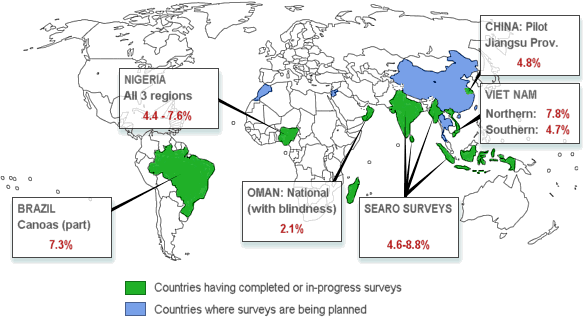 CHINA: Pilot
Jiangsu Prov.
4.8%
NIGERIA
All 3 regions
4.4 - 7.6%
VIET NAM
Northern: 7.8%
Southern: 4.7%
BRAZIL
Canoas (part)
7.3%
OMAN: National
(with blindness)
2.1%
SEARO SURVEYS
4.6-8.8%
Countries having completed or in-progress surveys
Countries where surveys are being planned